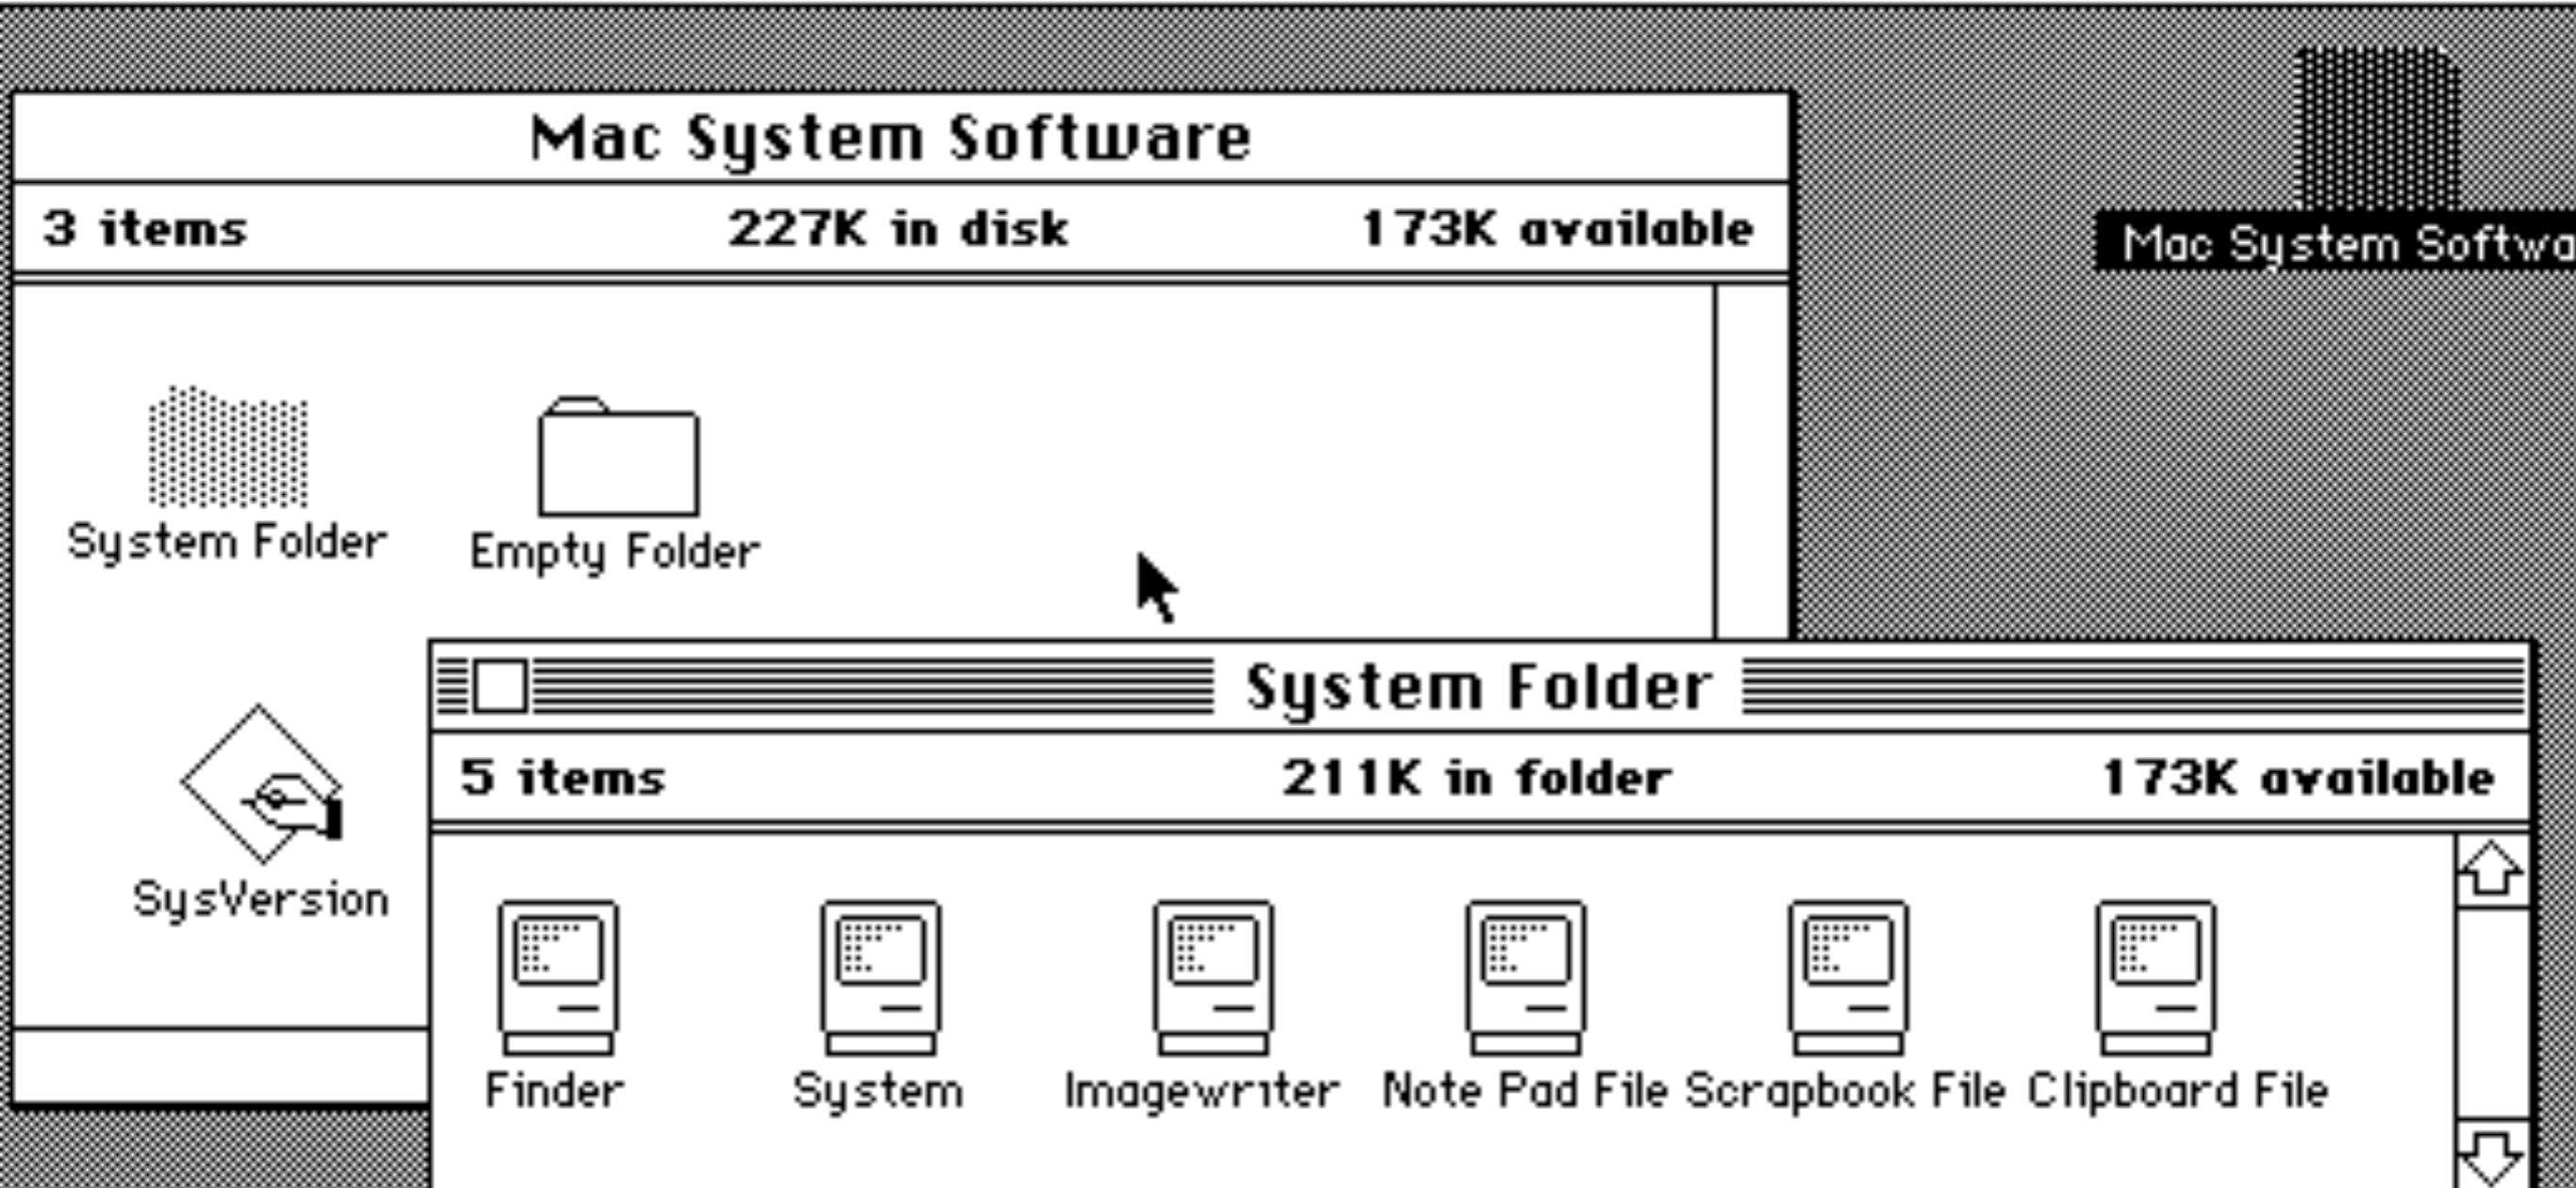 Mac System Software
3 items 227K in disk 173K available
Mac System Softwa
System Folder Empty Folder
System Folder
5 items 211K in folder 173K available
SysVersion
Finder System Imagewriter Note Pad File Scrapbook File Clipboard File